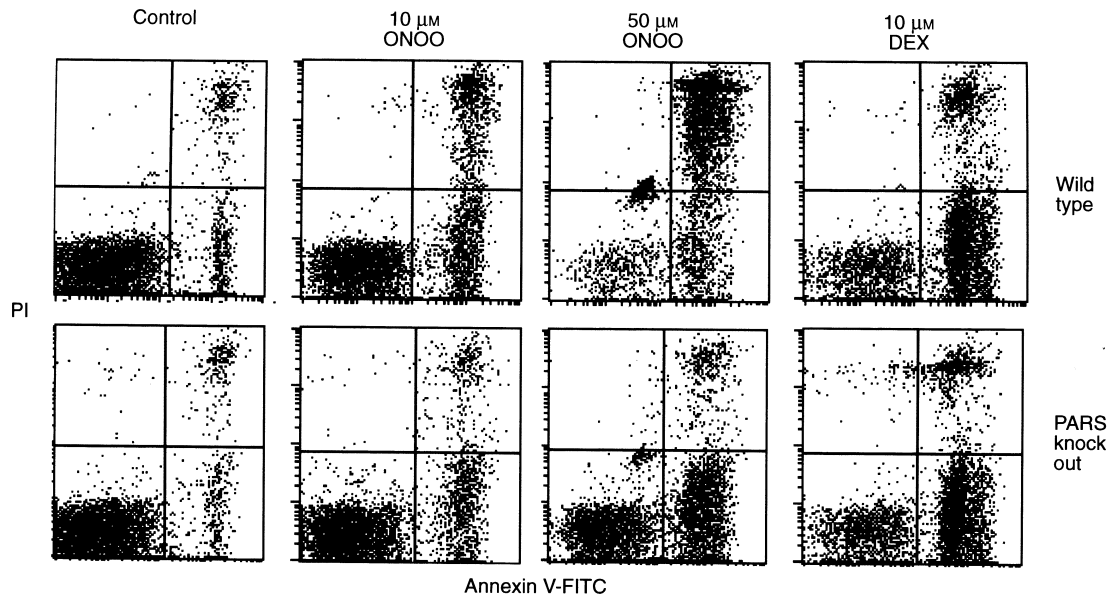 Control
10 μM
ONOO
50 μM
ONOO
10 μM
DEX
Wild
type
PI
PARS
knock
out
Annexin V-FITC